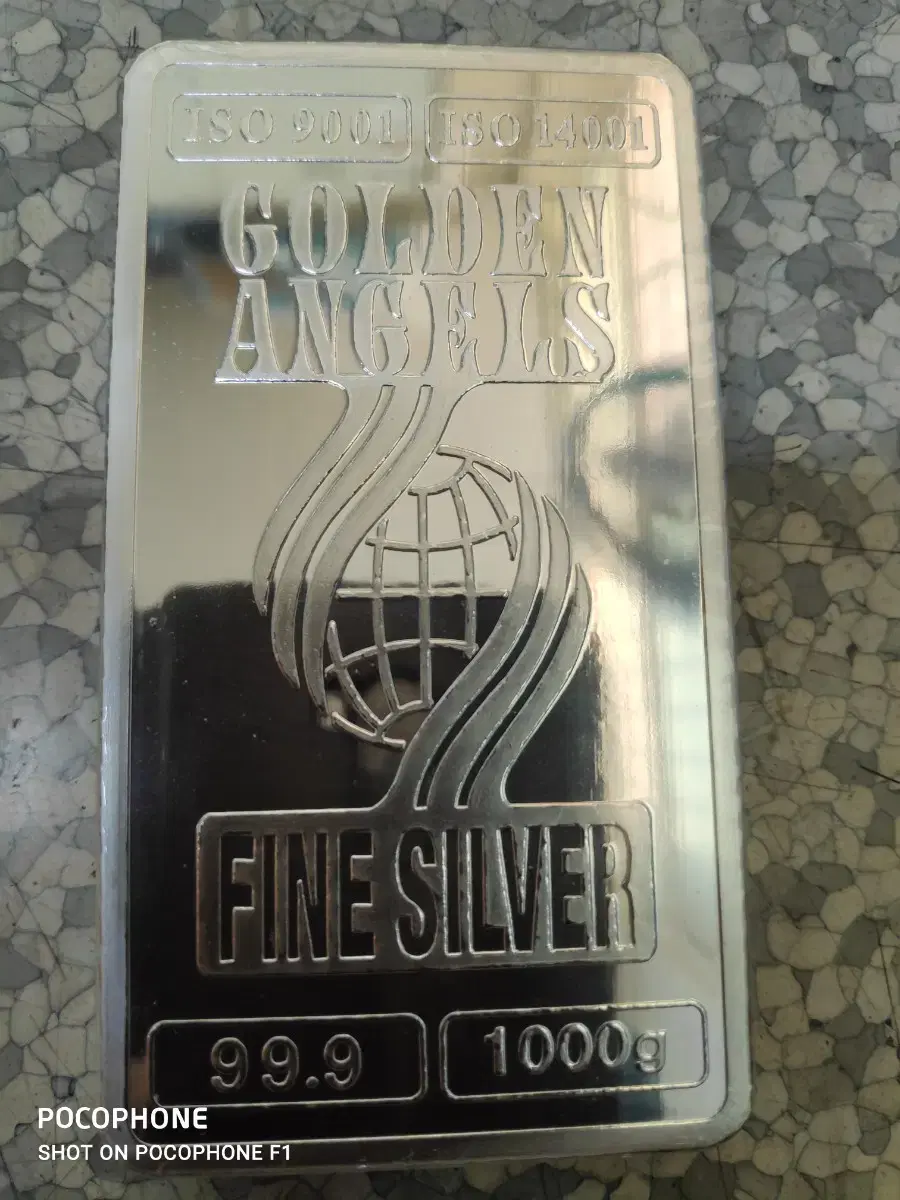 ISO 9001 ISO 14001
GOLDEN
ANGELS
FINE SILVER
99.9 1000g
POCOPHONE
SHOT ON POCOPHONE F1